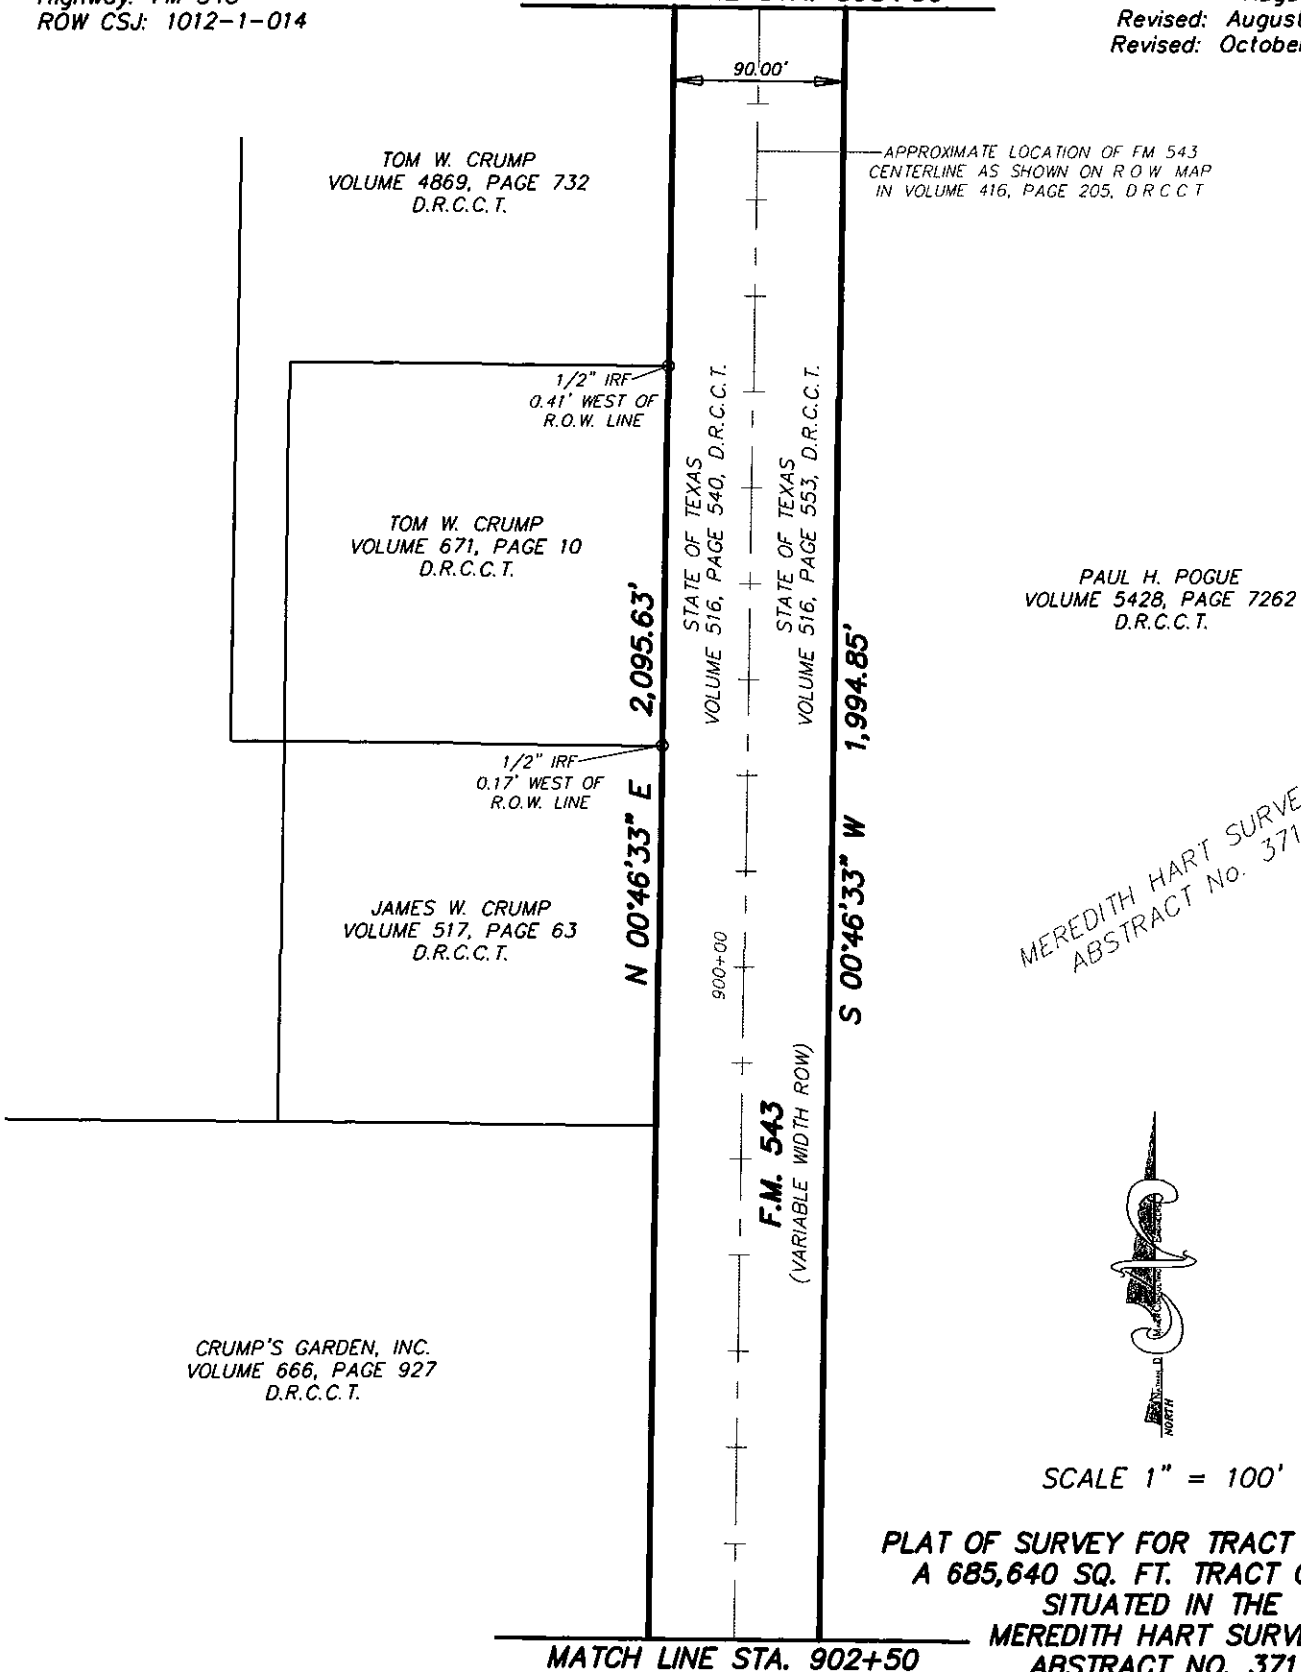 ROW CSJ: 1012-1-014
Revised: August
Revised: October
90.00'
TOM W. CRUMP
VOLUME 4869, PAGE 732
D.R.C.C.T.
APPROXIMATE LOCATION OF FM 543
CENTERLINE AS SHOWN ON R O W MAP
IN VOLUME 416, PAGE 205, D R C C T
1/2" IRF
0.41' WEST OF
R.O.W. LINE
STATE OF TEXAS
VOLUME 516, PAGE 540, D.R.C.C.T.
STATE OF TEXAS
VOLUME 516, PAGE 553, D.R.C.C.T.
TOM W. CRUMP
VOLUME 671, PAGE 10
D.R.C.C.T.
PAUL H. POGUE
VOLUME 5428, PAGE 7262
D.R.C.C.T.
N 00°46'33" E 2,095.63'
S 00°46'33" W 1,994.85'
1/2" IRF
0.17' WEST OF
R.O.W. LINE
MEREDITH HART SURVE
ABSTRACT No. 371
JAMES W. CRUMP
VOLUME 517, PAGE 63
D.R.C.C.T.
900+00
F.M. 543
(VARIABLE WIDTH ROW)
CRUMP'S GARDEN, INC.
VOLUME 666, PAGE 927
D.R.C.C.T.
NORTH
SCALE 1" = 100'
PLAT OF SURVEY FOR TRACT
A 685,640 SQ. FT. TRACT
SITUATED IN THE
MEREDITH HART SURV
ABSTRACT NO. 371
MATCH LINE STA. 902+50